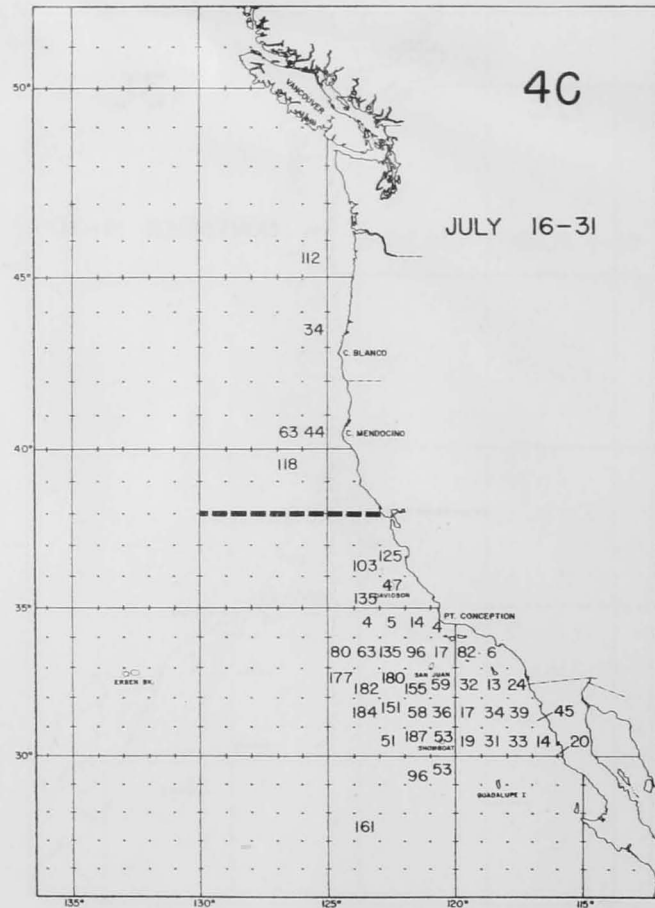 4C
50°
VANCOUVER I.
JULY 16-31
112
45°
34
C. BLANCO
63 44
C. MENDOCINO
40°
118
125
103
47
DAVIDSON
135
35°
PT. CONCEPTION
4 5 14 4
80 63 135 96 17 82 6
SAN JUAN
177 180
182 155 59 32 13 24
ERBEN BK.
184 151 58 36 17 34 39 45
51 187 53 19 31 33 14 20
SHOWBOAT
30°
96 53
GUADALUPE I.
161
135° 130° 125° 120° 115°